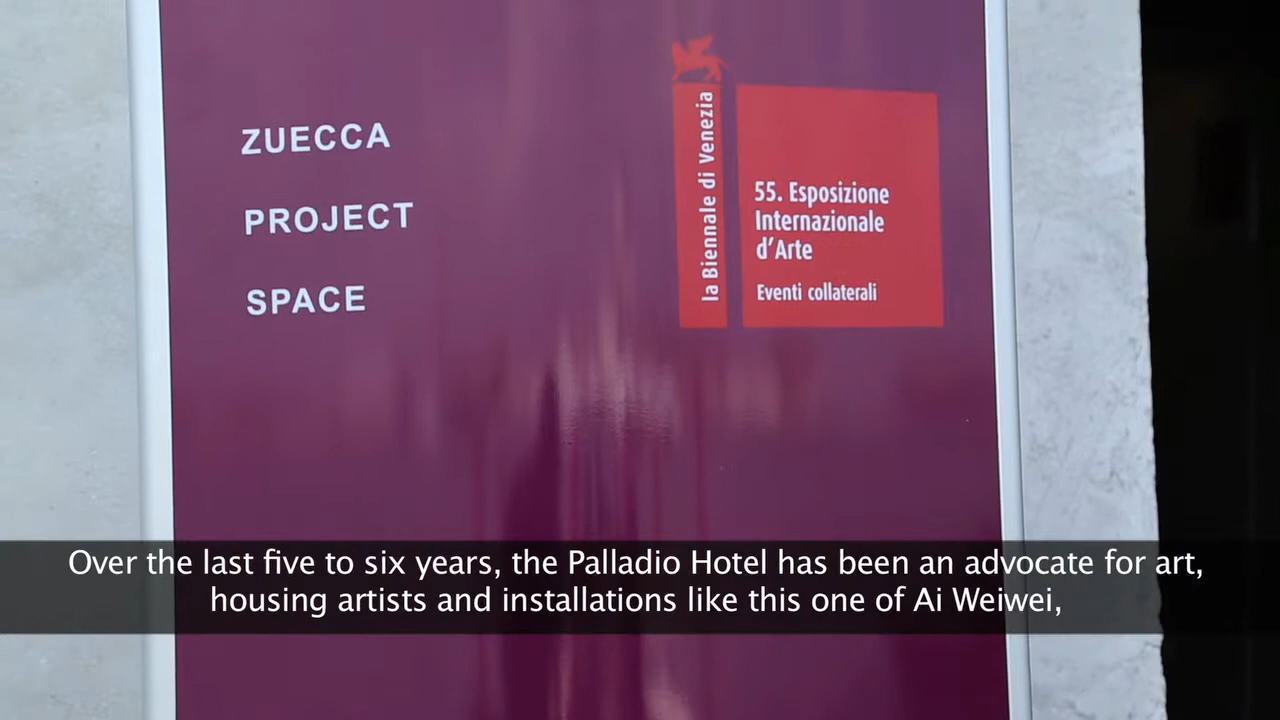 ZUECCA
PROJECT
SPACE
la Biennale di Venezia
55. Esposizione
Internazionale
d'Arte
Eventi collaterali
Over the last five to six years, the Palladio Hotel has been an advocate for art,
housing artists and installations like this one of Ai Weiwei,